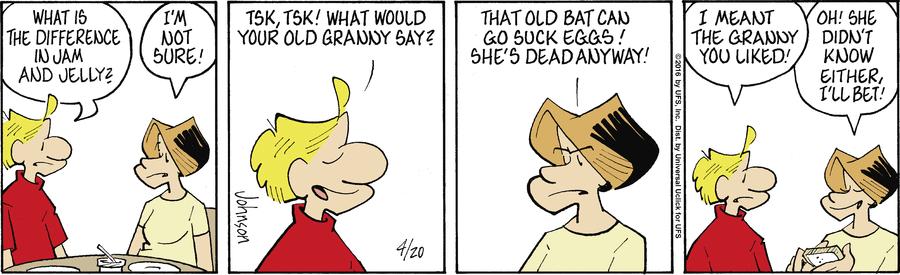 WHAT IS
THE DIFFERENCE
IN JAM
AND JELLY?
I'M
NOT
SURE!
TSK, TSK! WHAT WOULD
YOUR OLD GRANNY SAY?
Johnson
4/20
THAT OLD BAT CAN
GO SUCK EGGS!
SHE'S DEAD ANYWAY!
©2016 by UFS, Inc. Dist. by Universal Uclick for UFS
I MEANT
THE GRANNY
YOU LIKED!
OH! SHE
DIDN'T
KNOW
EITHER,
I'LL BET!